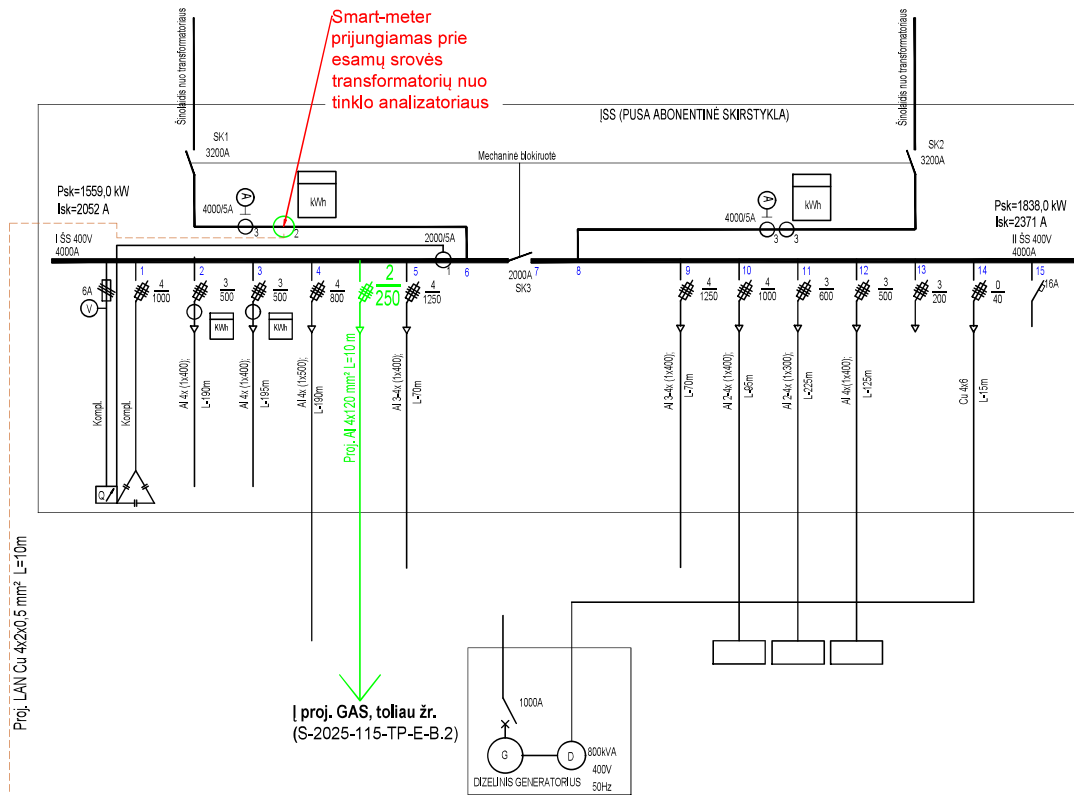 Smart-meter
prijungiamas prie
esamų srovės
transformatorių nuo
tinklo analizatoriaus
Šinolaidis nuo transformatoriaus
Šinolaidis nuo transformatoriaus
ĮSS (PUSA ABONENTINĖ SKIRSTYKLA)
SK1
3200A
Mechaninė blokiruotė
SK2
3200A
Psk=1559,0 kW
Isk=2052 A
A
4000/5A
3
2
kWh
A
4000/5A
3
3
kWh
Psk=1838,0 kW
Isk=2371 A
I ŠS 400V
4000A
2000/5A
1
6
2000A
SK3
7
8
II ŠS 400V
4000A
6A
V
1
4
1000
2
3
500
KWh
3
3
500
KWh
4
4
800
2
250
5
4
1250
9
4
1250
10
4
1000
11
3
600
12
3
500
13
3
200
14
0
40
15
16A
Kompl.
Kompl.
Al 4x (1x400);
L-190m
Al 4x (1x400);
L-195m
Al 4x (1x500);
L-190m
Proj. Al 4x120 mm² L=10 m
Al 3-4x (1x400);
L-70m
Al 3-4x (1x400);
L-70m
Al 2-4x (1x400);
L-95m
Al 2-4x (1x300);
L-225m
Al 4x(1x400);
L-125m
Cu 4x6
L-15m
Q
Proj. LAN Cu 4x2x0,5 mm² L=10m
Į proj. GAS, toliau žr.
(S-2025-115-TP-E-B.2)
1000A
G
D
800kVA
400V
50Hz
DIZELINIS GENERATORIUS